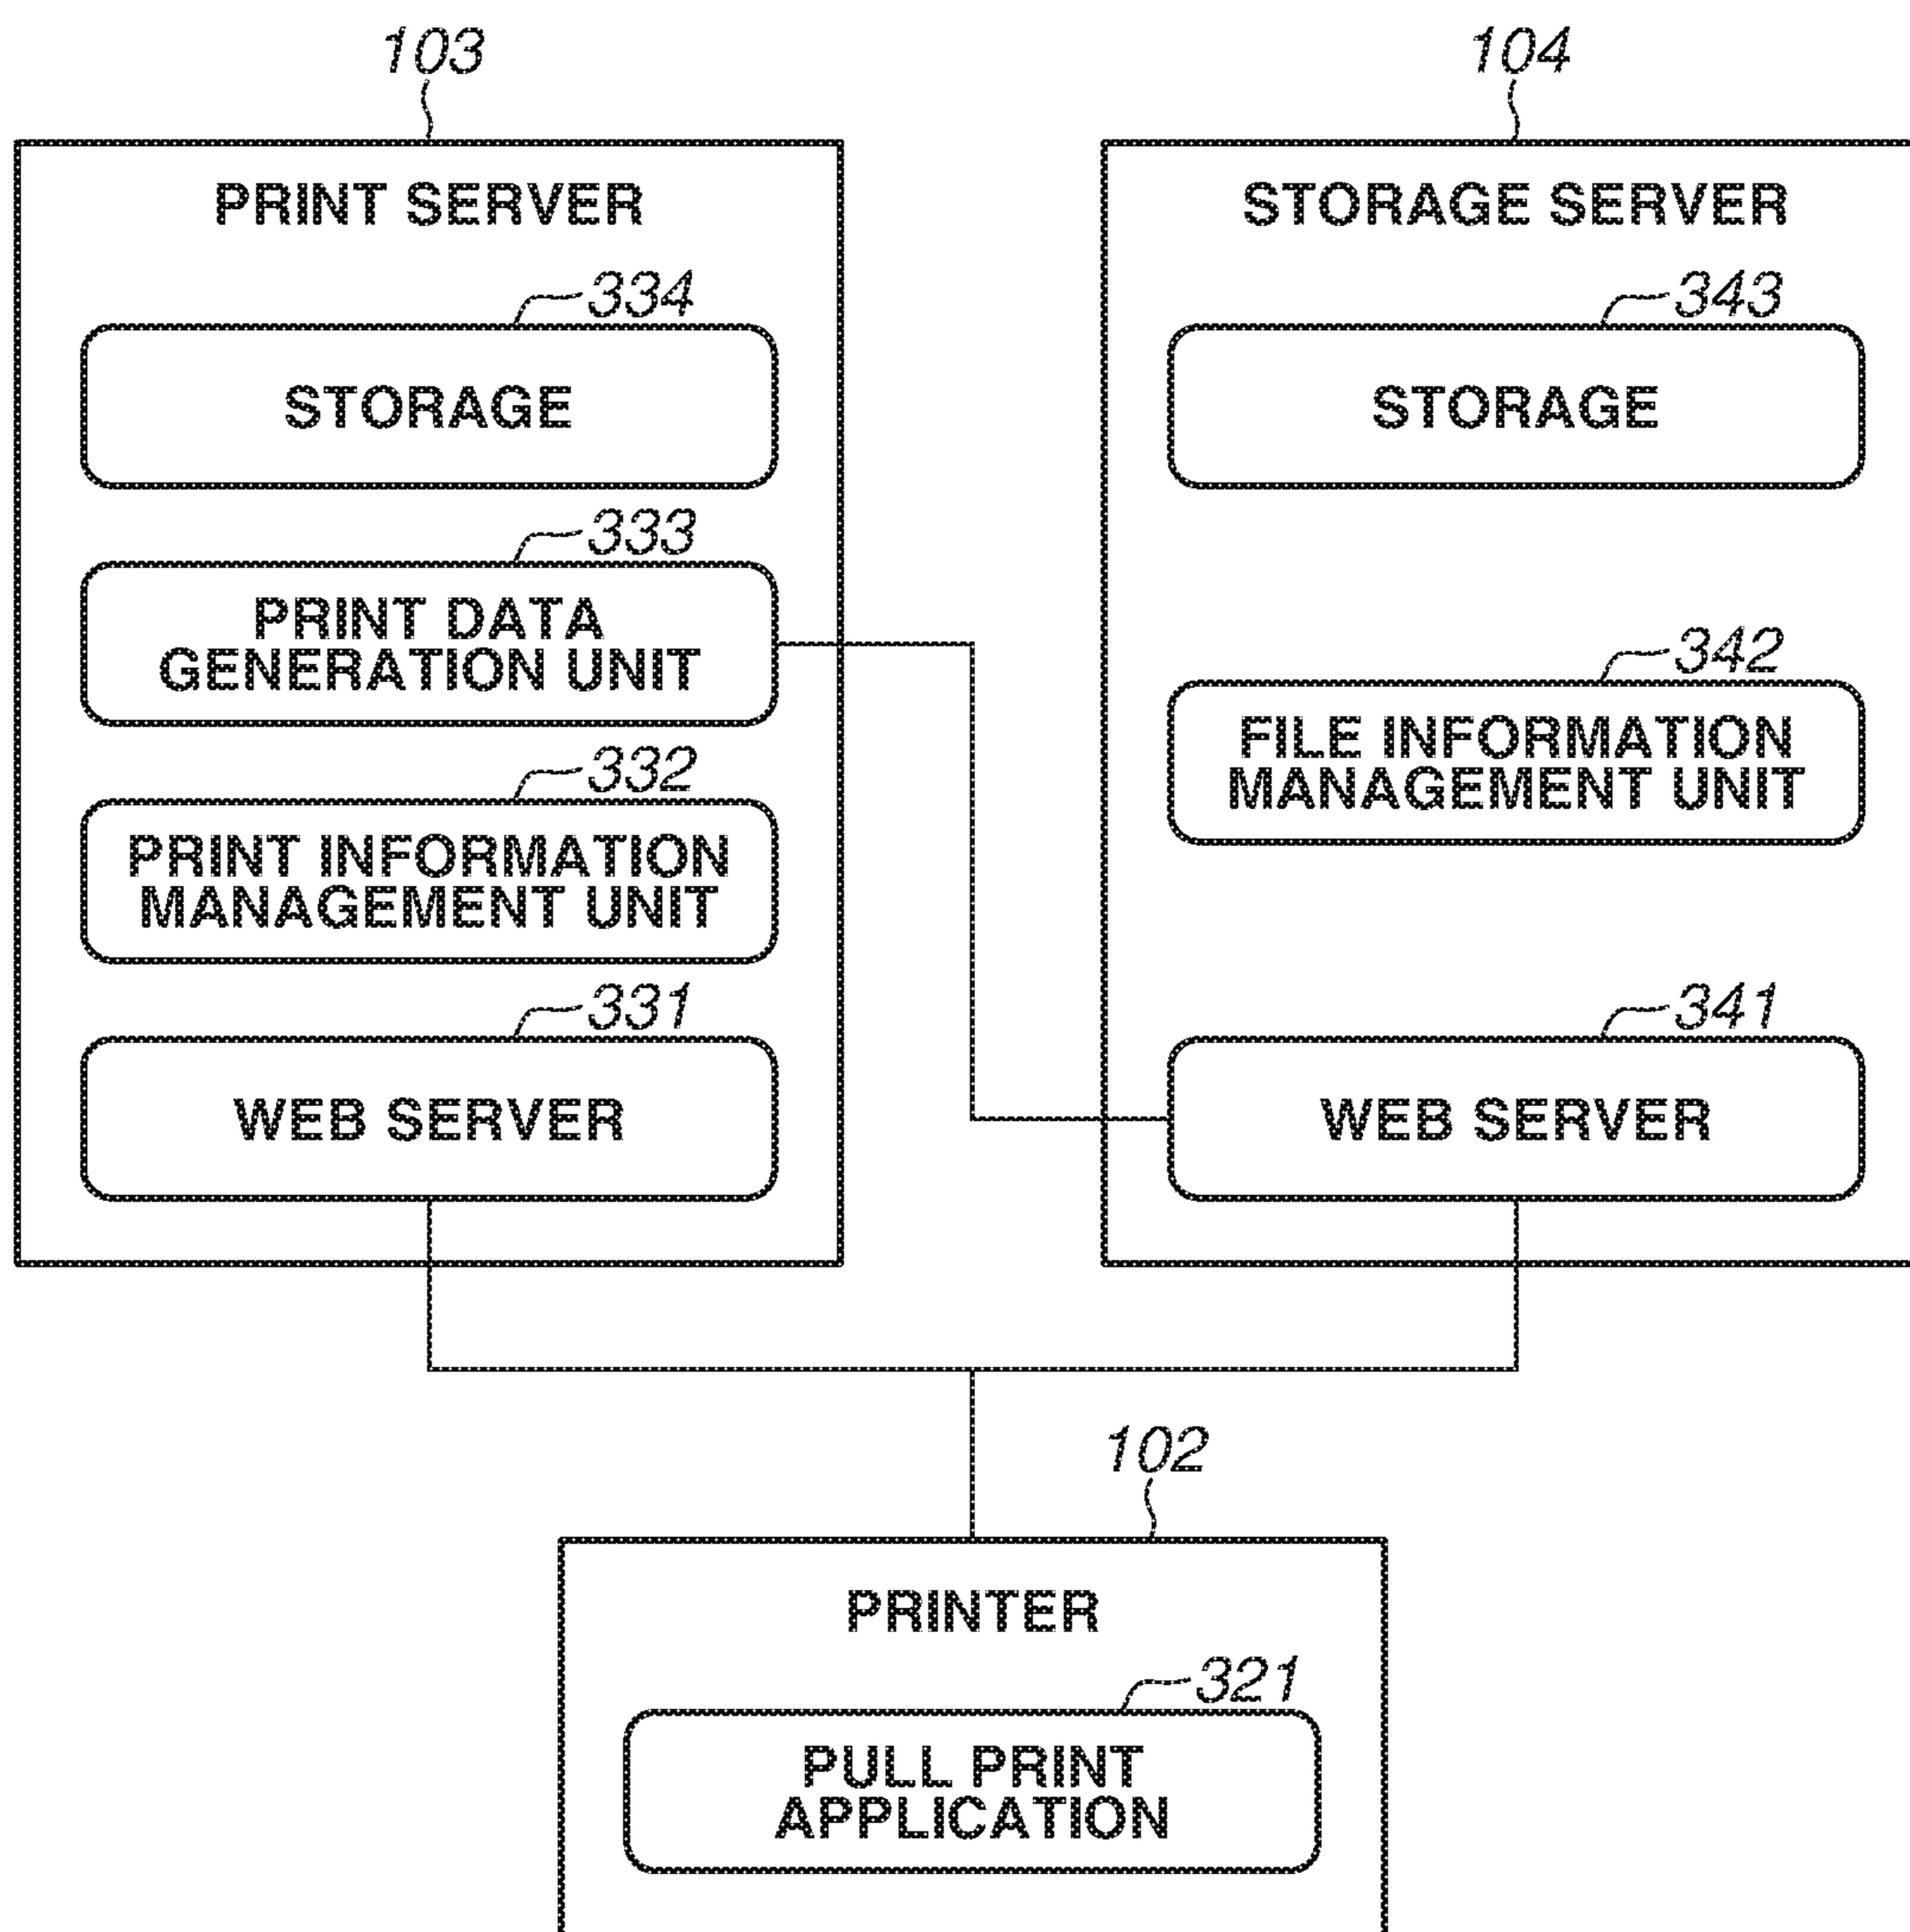 103
PRINT SERVER
334
STORAGE
333
PRINT DATA
GENERATION UNIT
332
PRINT INFORMATION
MANAGEMENT UNIT
331
WEB SERVER
104
STORAGE SERVER
343
STORAGE
342
FILE INFORMATION
MANAGEMENT UNIT
341
WEB SERVER
102
PRINTER
321
PULL PRINT
APPLICATION